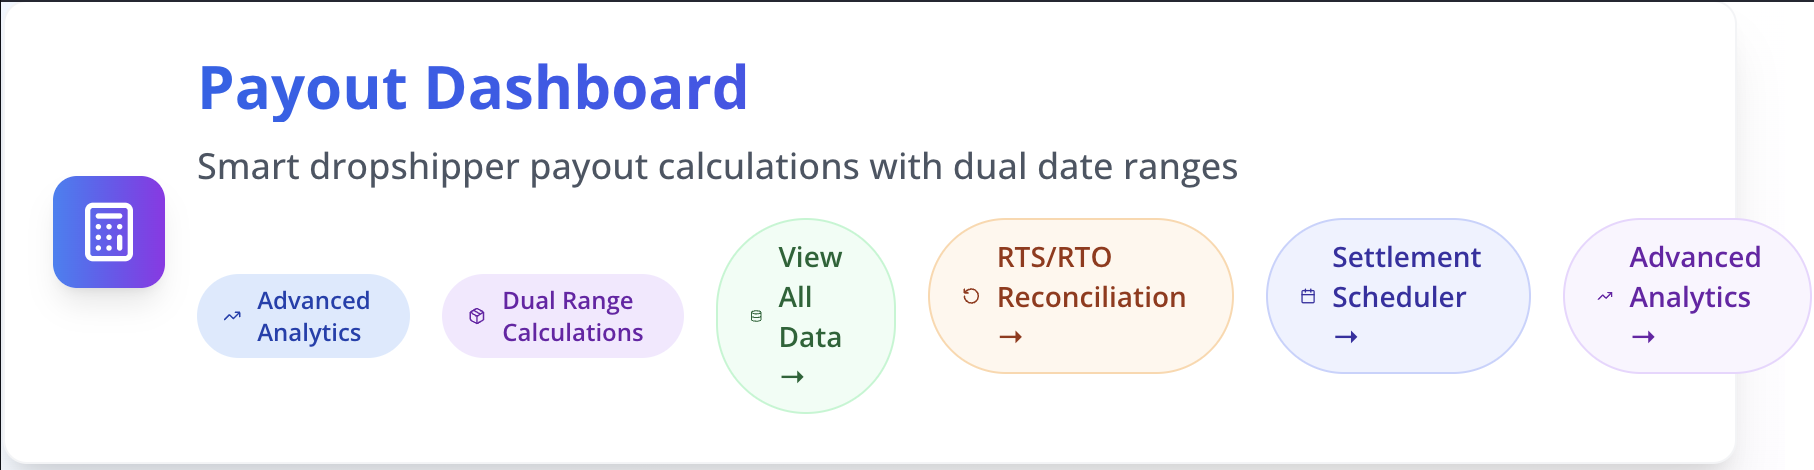 Payout Dashboard
Smart dropshipper payout calculations with dual date ranges
Advanced
Analytics
Dual Range
Calculations
View
All
Data
→
RTS/RTO
Reconciliation
→
Settlement
Scheduler
→
Advanced
Analytics
→